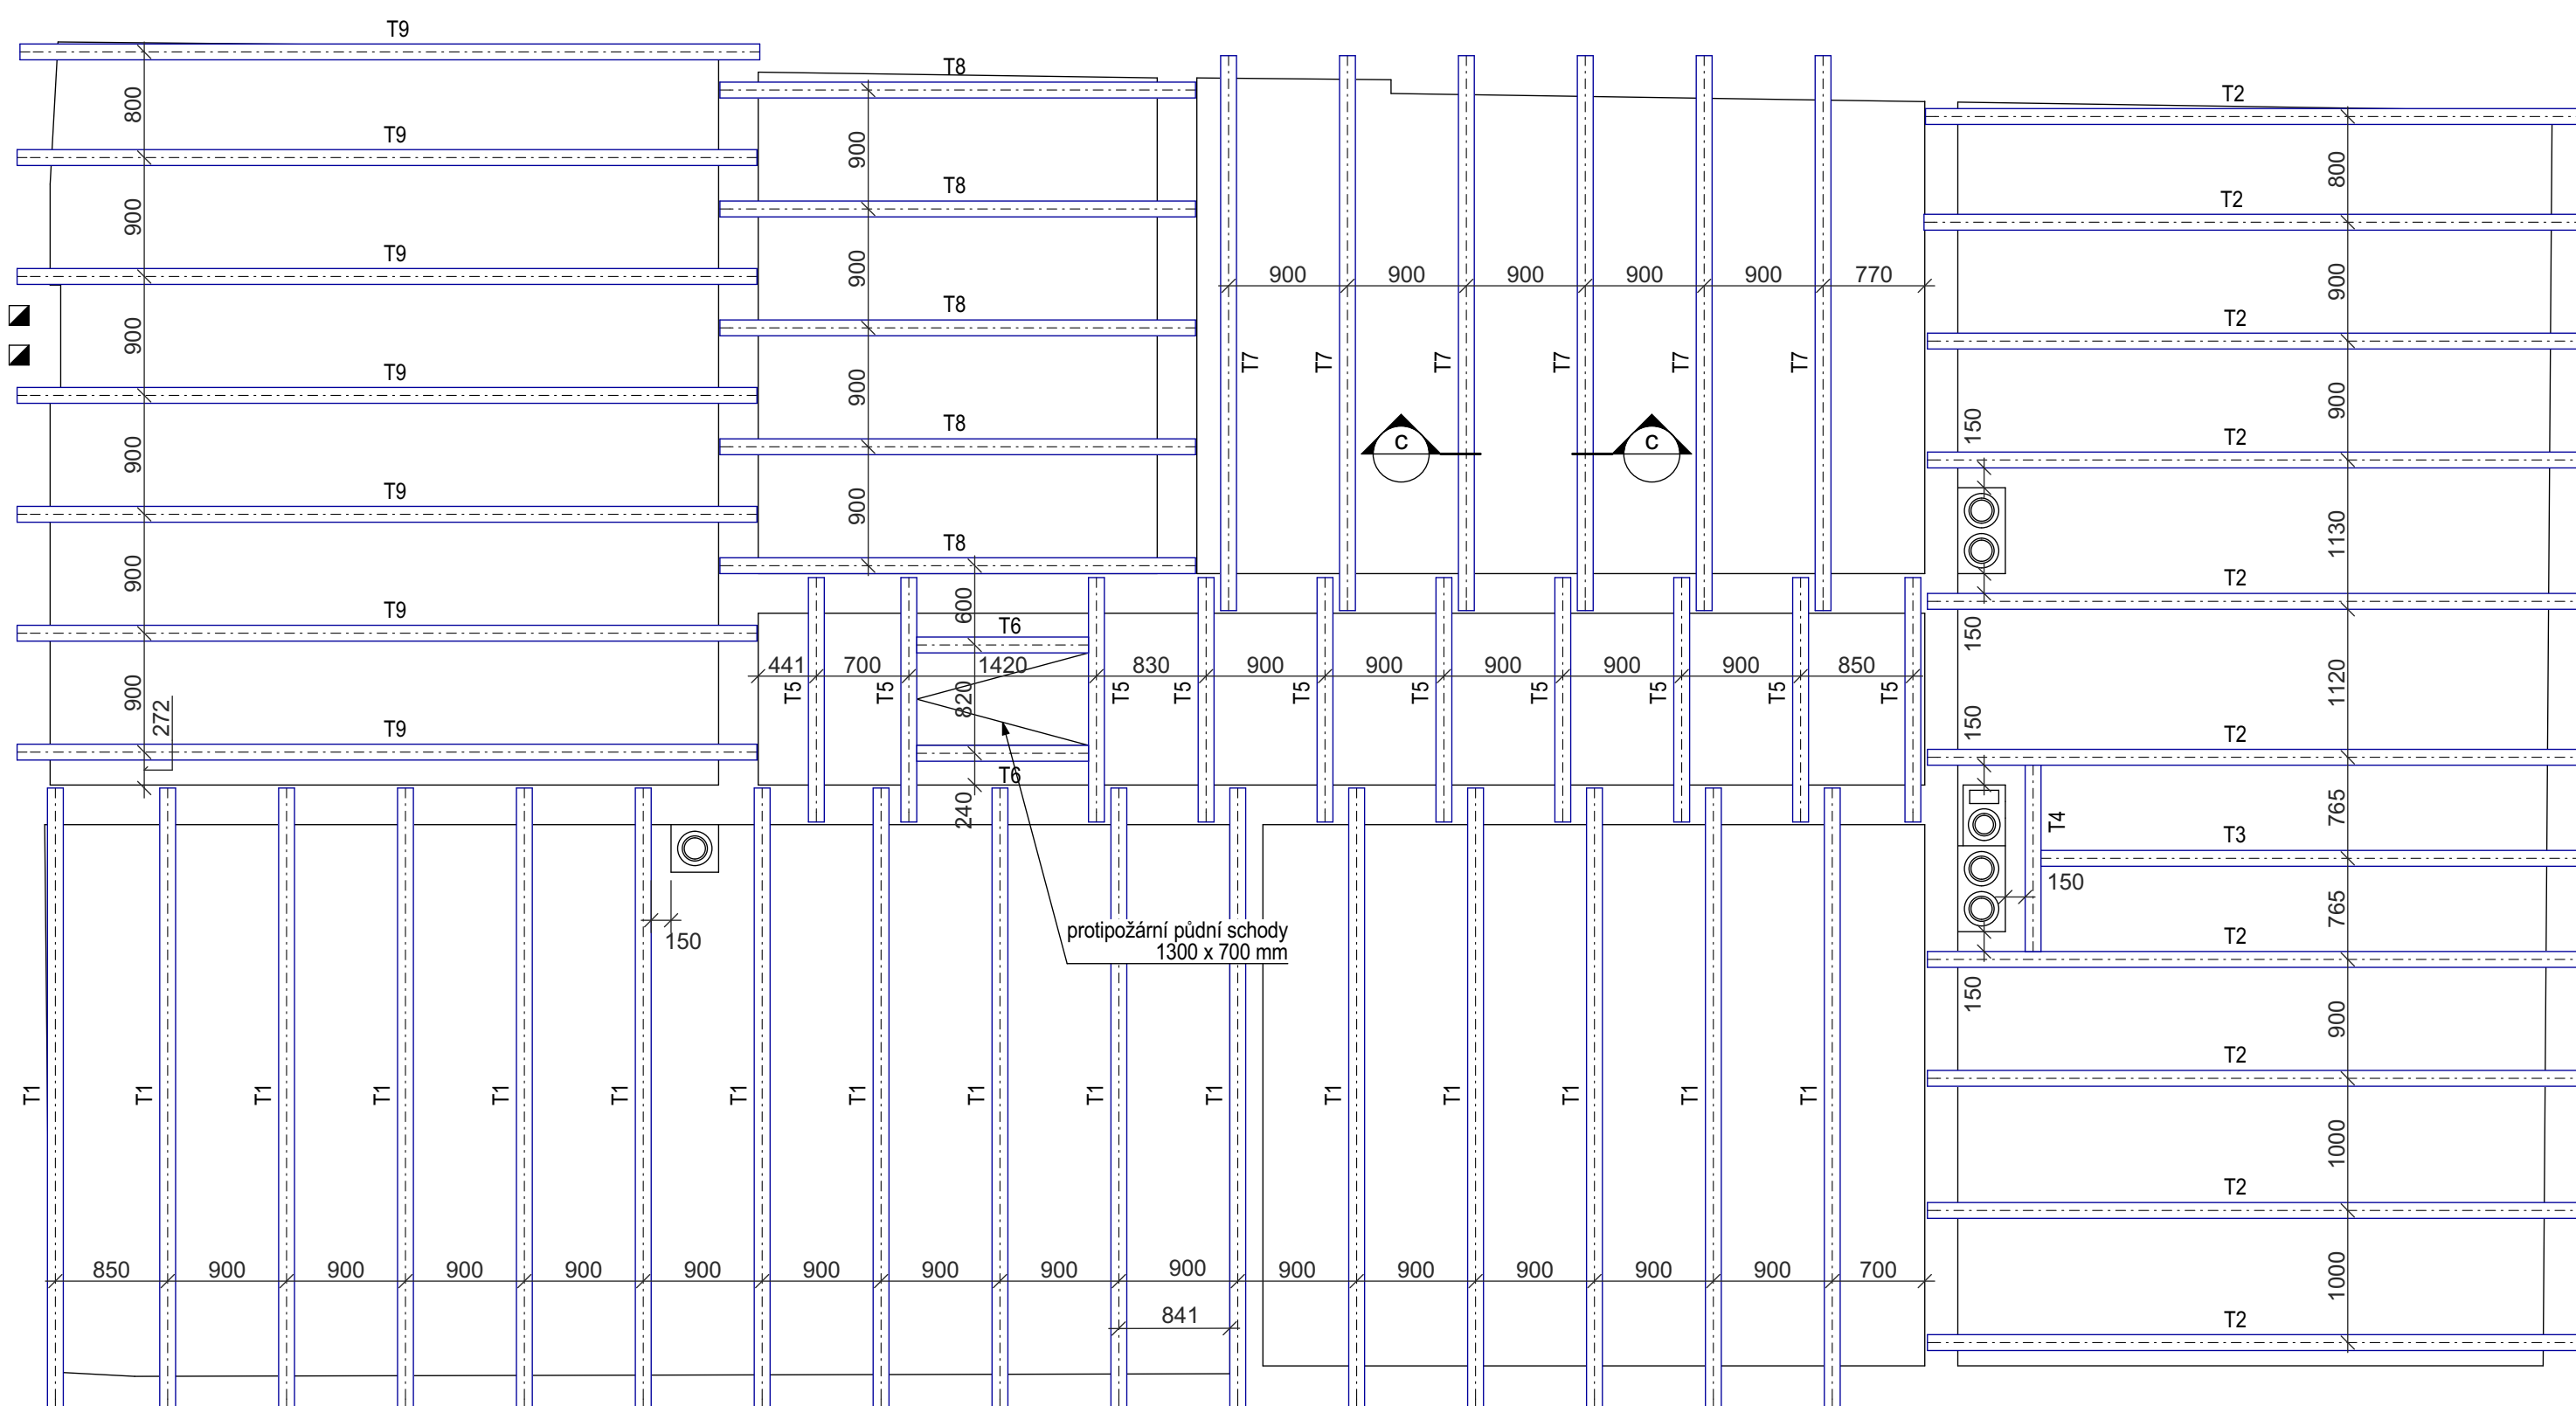 T9
800
T9
900
T9
900
T9
900
T9
900
T9
900
T9
272
T8
900
T8
900
T8
900
T8
900
T8
900 900 900 900 900 770
T7 T7 T7 T7 T7 T7
C C
T2
800
T2
900
T2
900
150
T2
1130
T2
150
1120
150
T2
765
T4
T3
150
765
T2
150
900
T2
1000
T2
1000
T2
600
T6
441 700 1420 830 900 900 900 900 900 850
T5 T5 T5 T5 T5 T5 T5 T5 T5 T5
820
T6
240
150
protipožární půdní schody
1300 x 700 mm
T1 T1 T1 T1 T1 T1 T1 T1 T1 T1 T1 T1 T1 T1 T1 T1
850 900 900 900 900 900 900 900 900 900 900 900 900 900 900 700
841